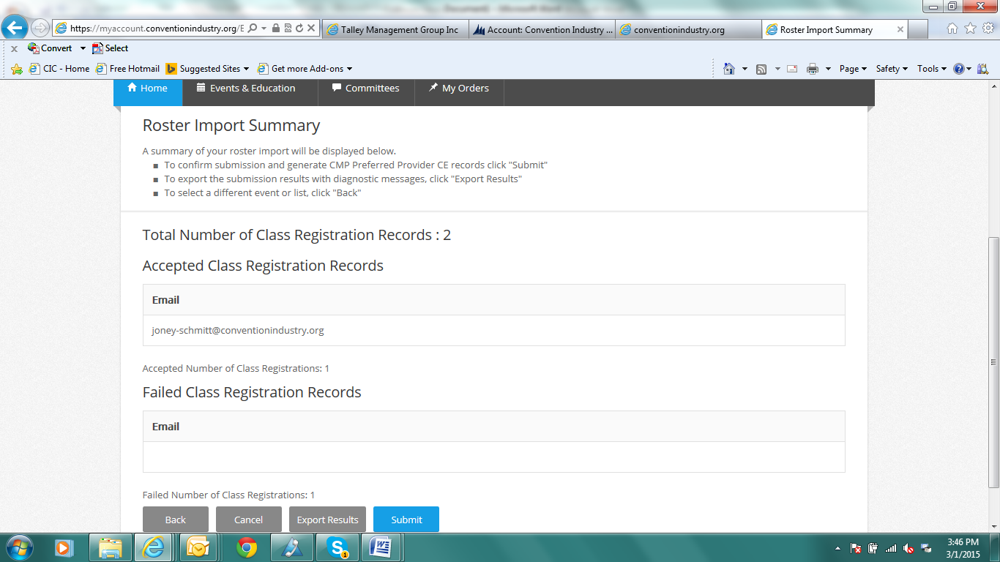 Document1 - Microsoft Word
https://myaccount.conventionindustry.org/E
Talley Management Group Inc
Account: Convention Industry ...
conventionindustry.org
Roster Import Summary
x Convert Select
CIC - Home Free Hotmail Suggested Sites Get more Add-ons Page Safety Tools
Home Events & Education Committees My Orders
Roster Import Summary
A summary of your roster import will be displayed below.
To confirm submission and generate CMP Preferred Provider CE records click "Submit"
To export the submission results with diagnostic messages, click "Export Results"
To select a different event or list, click "Back"
Total Number of Class Registration Records : 2
Accepted Class Registration Records
Email
joney-schmitt@conventionindustry.org
Accepted Number of Class Registrations: 1
Failed Class Registration Records
Email
Failed Number of Class Registrations: 1
Back Cancel Export Results Submit
3:46 PM
3/1/2015